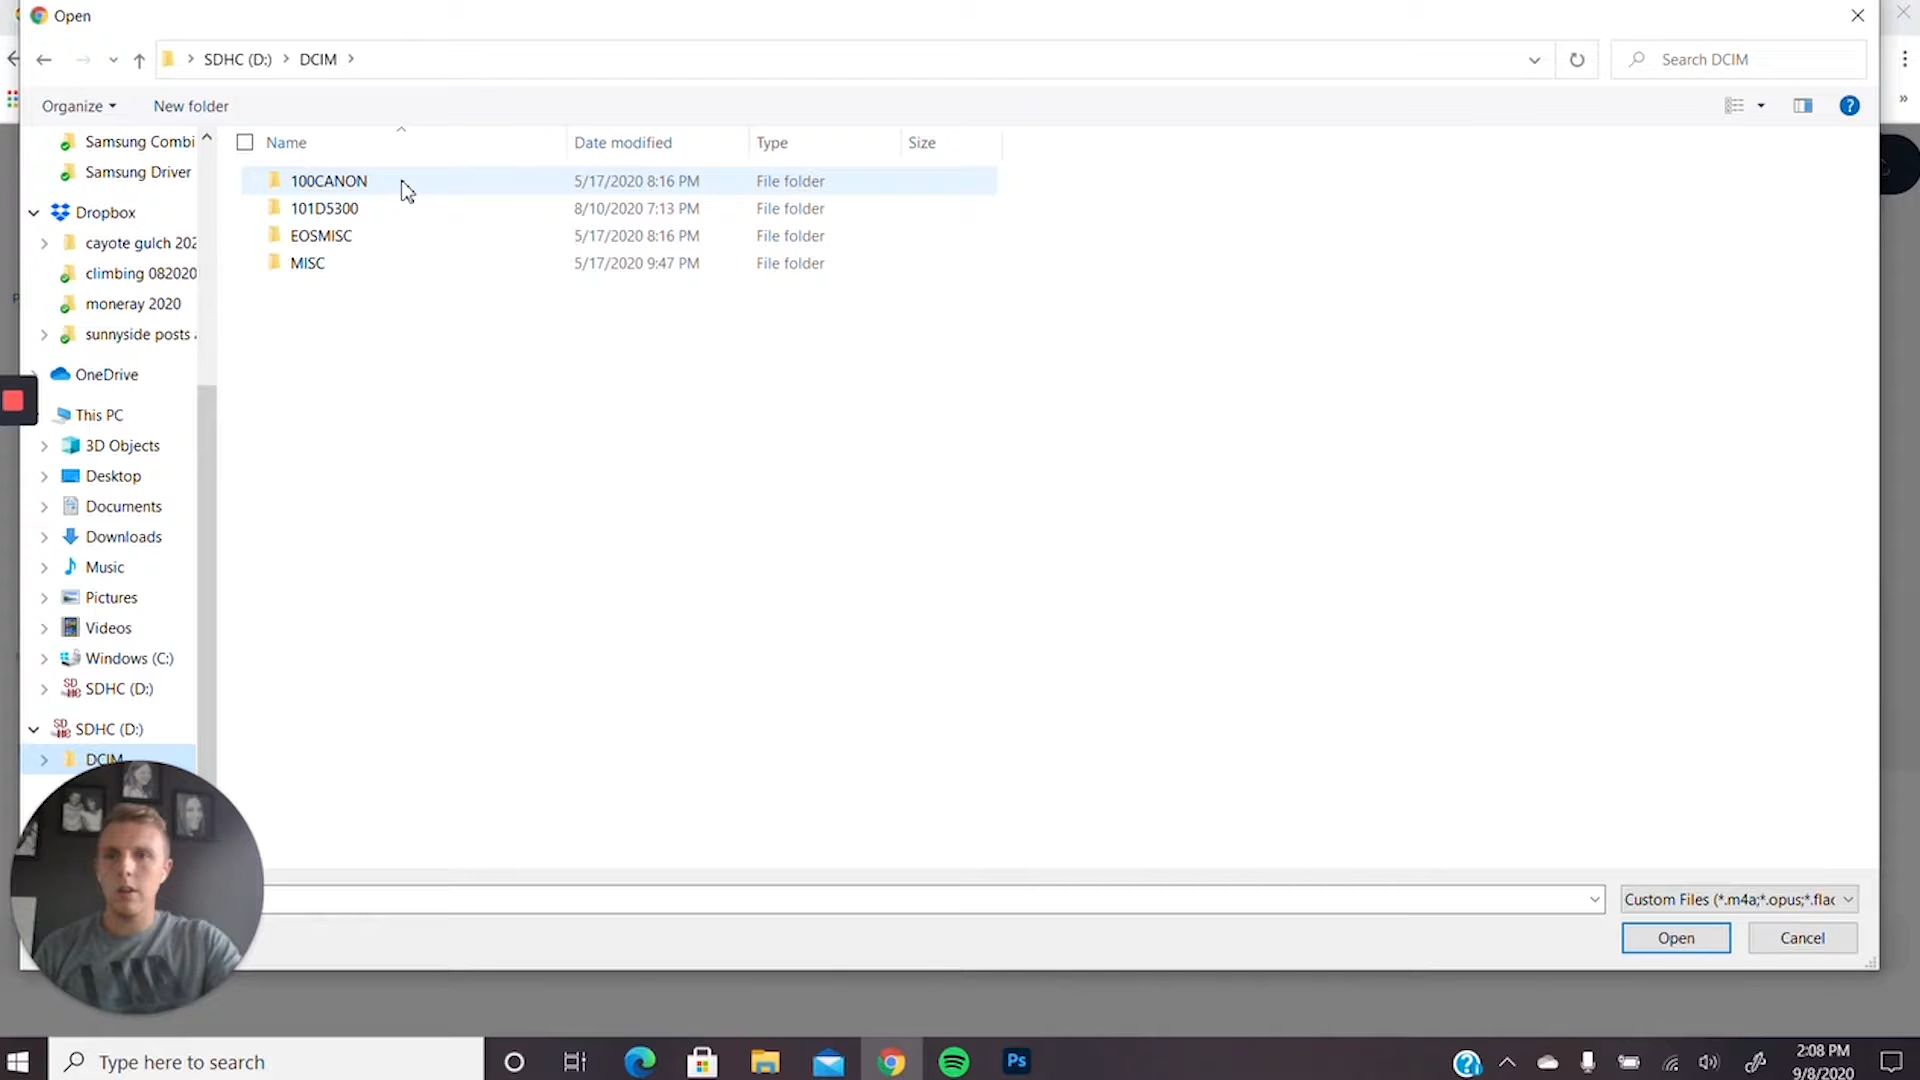 Open
SDHC (D:) DCIM
Search DCIM
Organize
New folder
Name
Date modified
Type
Size
100CANON 5/17/2020 8:16 PM File folder
101D5300 8/10/2020 7:13 PM File folder
EOSMISC 5/17/2020 8:16 PM File folder
MISC 5/17/2020 9:47 PM File folder
Samsung Combi
Samsung Driver
Dropbox
cayote gulch 202
climbing 082020
moneray 2020
sunnyside posts
OneDrive
This PC
3D Objects
Desktop
Documents
Downloads
Music
Pictures
Videos
Windows (C:)
SDHC (D:)
SDHC (D:)
DCIM
Custom Files (*.m4a;*.opus;*.flac
Open
Cancel
Type here to search
Ps
2:08 PM
9/8/2020